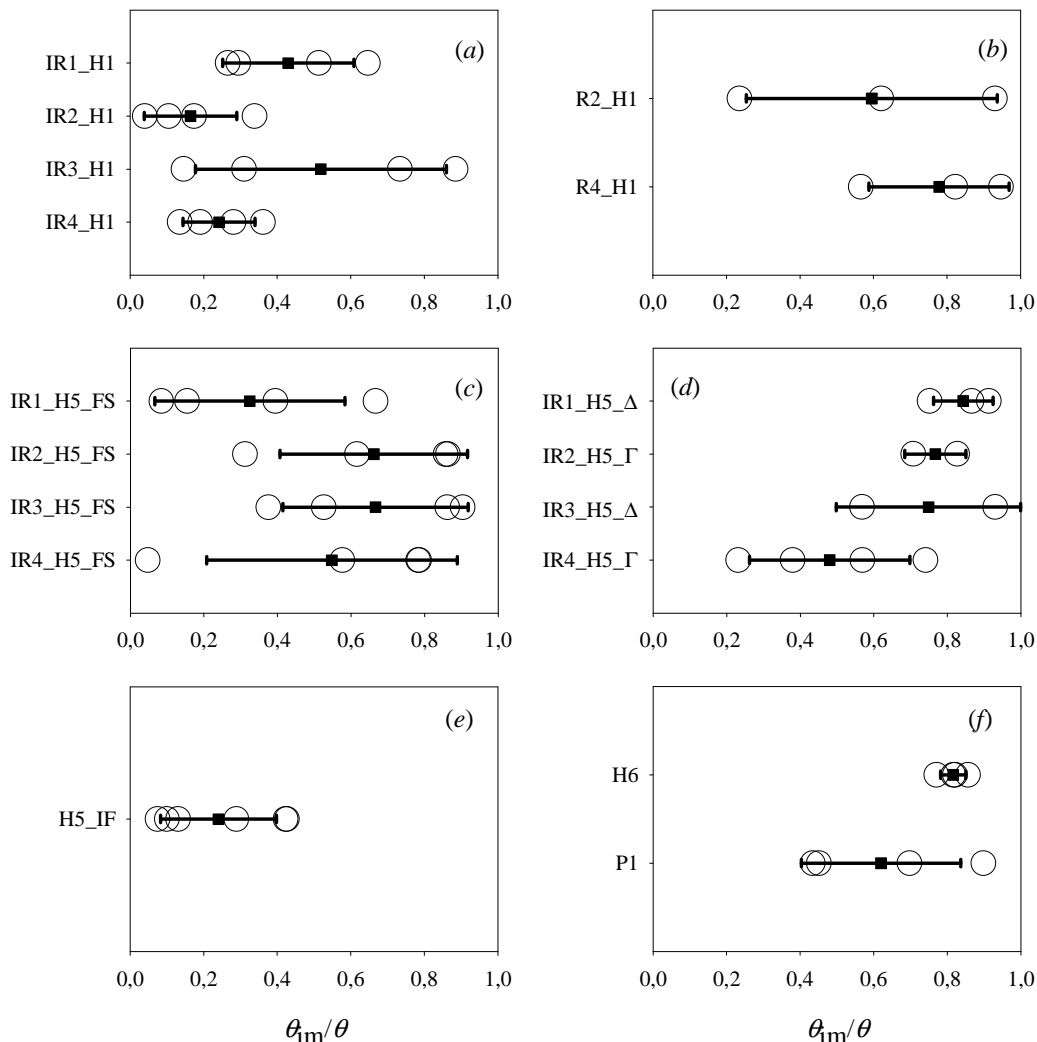 (a)
IR1_H1
IR2_H1
IR3_H1
IR4_H1
0,0 0,2 0,4 0,6 0,8 1,0
(b)
R2_H1
R4_H1
0,0 0,2 0,4 0,6 0,8 1,0
(c)
IR1_H5_FS
IR2_H5_FS
IR3_H5_FS
IR4_H5_FS
0,0 0,2 0,4 0,6 0,8 1,0
(d)
IR1_H5_Δ
IR2_H5_Γ
IR3_H5_Δ
IR4_H5_Γ
0,0 0,2 0,4 0,6 0,8 1,0
(e)
H5_IF
0,0 0,2 0,4 0,6 0,8 1,0
θim/θ
(f)
H6
P1
0,0 0,2 0,4 0,6 0,8 1,0
θim/θ